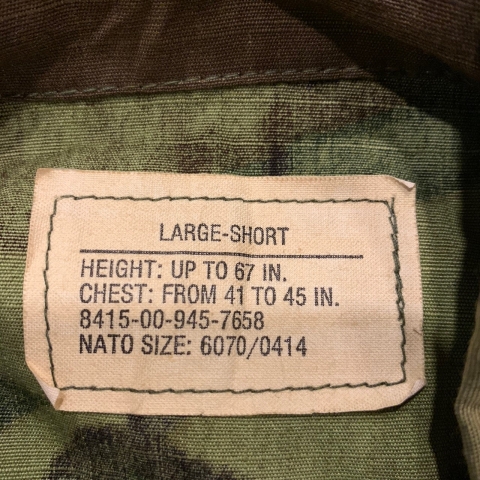 LARGE-SHORT
HEIGHT: UP TO 67 IN.
CHEST: FROM 41 TO 45 IN.
8415-00-945-7658
NATO SIZE: 6070/0414